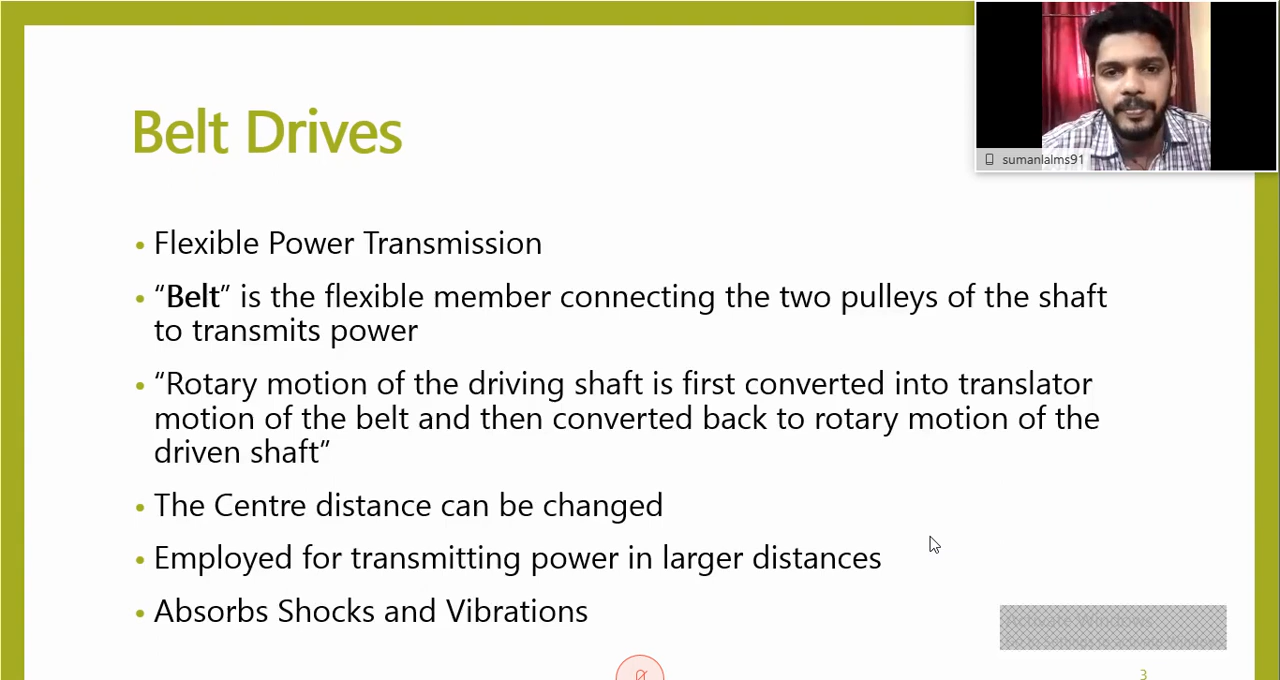 Belt Drives
sumanlalms91
• Flexible Power Transmission
• “Belt” is the flexible member connecting the two pulleys of the shaft
to transmits power
• “Rotary motion of the driving shaft is first converted into translator
motion of the belt and then converted back to rotary motion of the
driven shaft”
• The Centre distance can be changed
• Employed for transmitting power in larger distances
• Absorbs Shocks and Vibrations
3